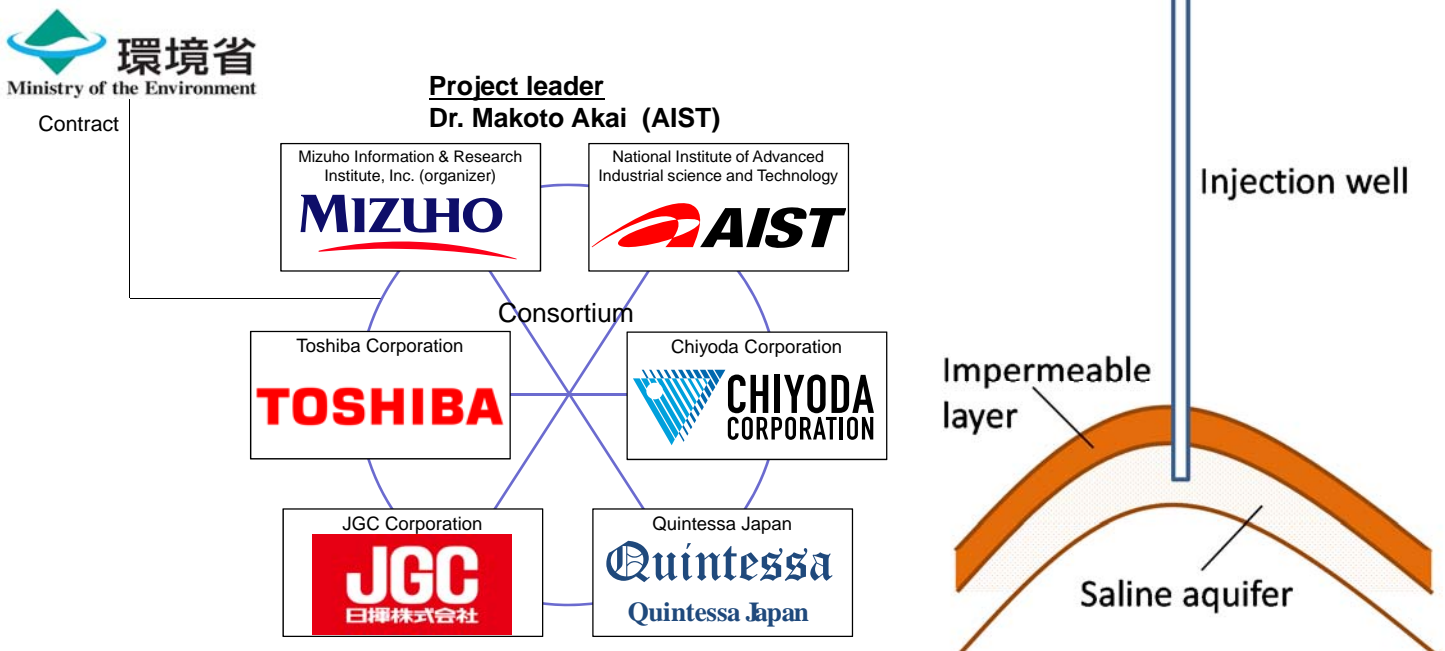 環境省
Ministry of the Environment
Contract
Project leader
Dr. Makoto Akai (AIST)
Mizuho Information & Research
Institute, Inc. (organizer)
MIZUHO
National Institute of Advanced
Industrial science and Technology
AIST
Consortium
Toshiba Corporation
TOSHIBA
Chiyoda Corporation
CHIYODA
CORPORATION
JGC Corporation
JGC
日揮株式会社
Quintessa Japan
Quintessa
Quintessa Japan
Injection well
Impermeable
layer
Saline aquifer